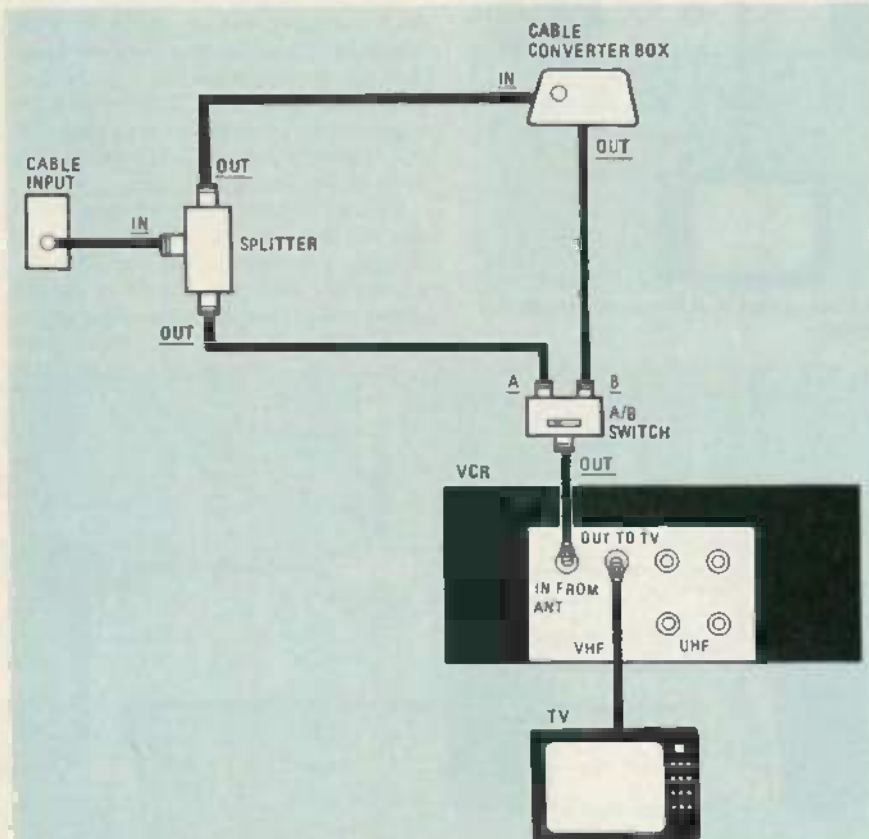 CABLE
CONVERTER BOX
IN
OUT
OUT
CABLE
INPUT
IN
SPLITTER
OUT
A
B
A/B
SWITCH
OUT
VCR
OUT TO TV
IN FROM
ANT
VHF
UHF
TV